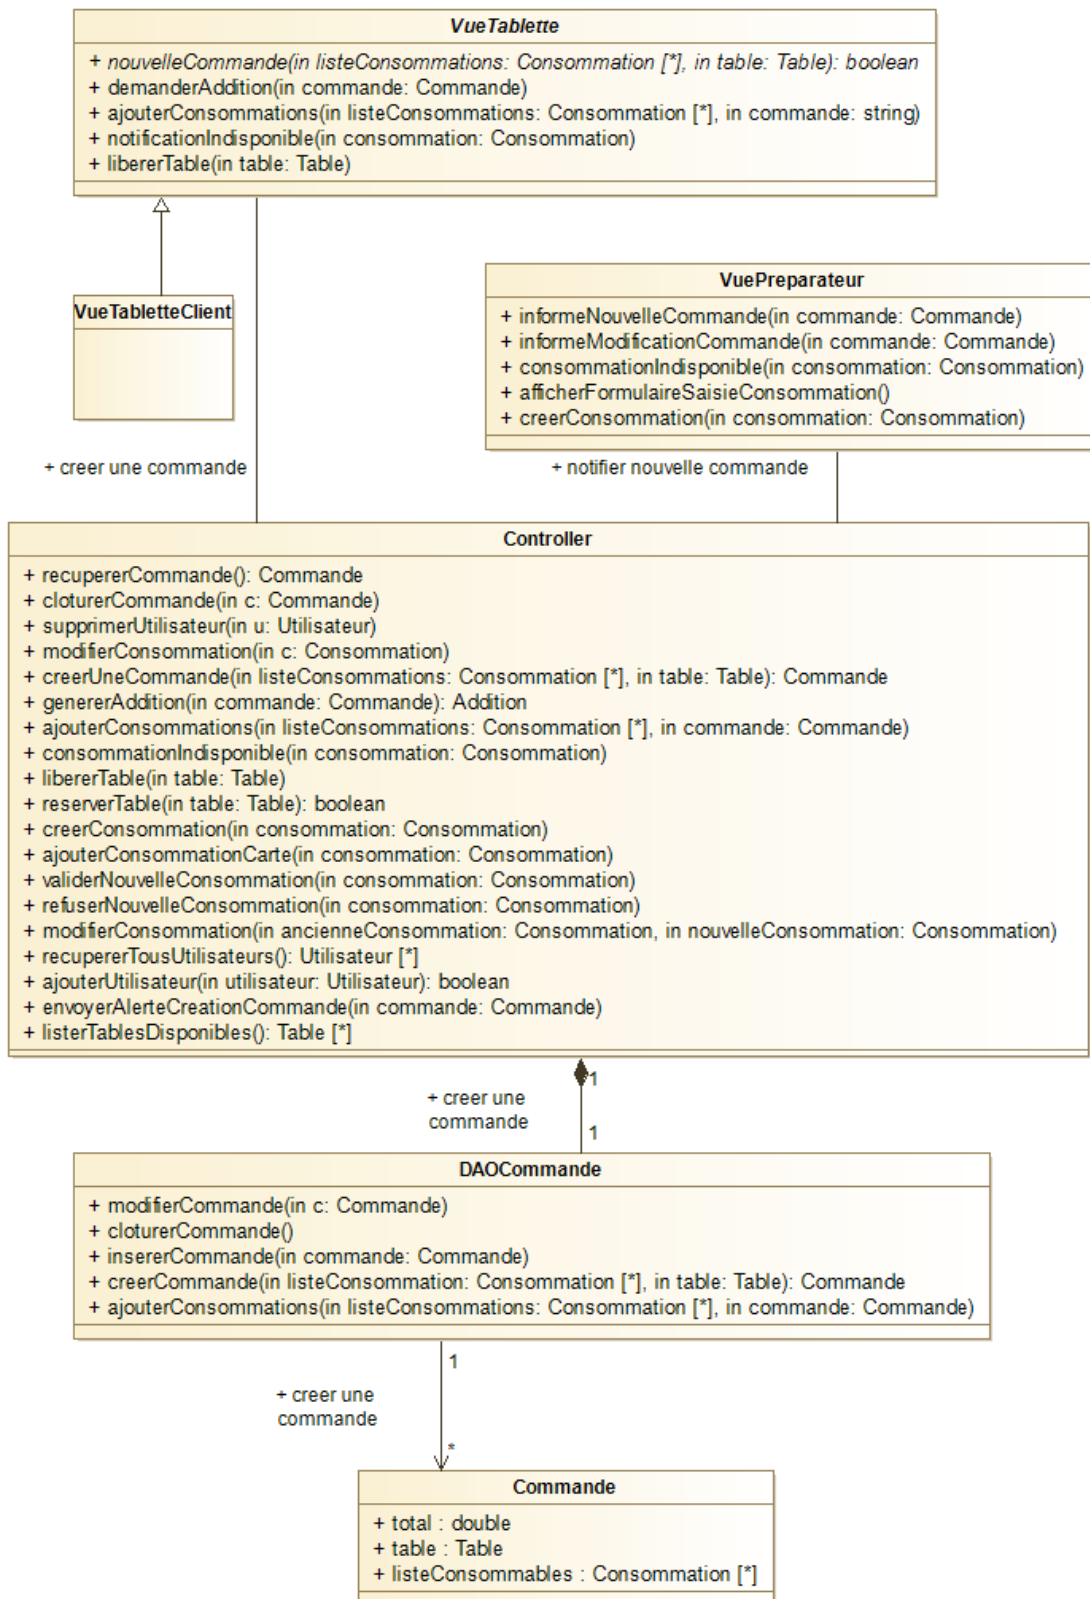 VueTablette
+ nouvelleCommande(in listeConsommations: Consommation [*], in table: Table): boolean
+ demanderAddition(in commande: Commande)
+ ajouterConsommations(in listeConsommations: Consommation [*], in commande: string)
+ notificationIndisponible(in consommation: Consommation)
+ libererTable(in table: Table)
VueTabletteClient
VuePreparateur
+ informeNouvelleCommande(in commande: Commande)
+ informeModificationCommande(in commande: Commande)
+ consommationIndisponible(in consommation: Consommation)
+ afficherFormulaireSaisieConsommation()
+ creerConsommation(in consommation: Consommation)
+ creer une commande
+ notifier nouvelle commande
Controller
+ recupererCommande(): Commande
+ cloturerCommande(in c: Commande)
+ supprimerUtilisateur(in u: Utilisateur)
+ modifierConsommation(in c: Consommation)
+ creerUneCommande(in listeConsommations: Consommation [*], in table: Table): Commande
+ genererAddition(in commande: Commande): Addition
+ ajouterConsommations(in listeConsommations: Consommation [*], in commande: Commande)
+ consommationIndisponible(in consommation: Consommation)
+ libererTable(in table: Table)
+ reserverTable(in table: Table): boolean
+ creerConsommation(in consommation: Consommation)
+ ajouterConsommationCarte(in consommation: Consommation)
+ validerNouvelleConsommation(in consommation: Consommation)
+ refuserNouvelleConsommation(in consommation: Consommation)
+ modifierConsommation(in ancienneConsommation: Consommation, in nouvelleConsommation: Consommation)
+ recupererTousUtilisateurs(): Utilisateur [*]
+ ajouterUtilisateur(in utilisateur: Utilisateur): boolean
+ envoyerAlerteCreationCommande(in commande: Commande)
+ listerTablesDisponibles(): Table [*]
1
+ creer une
commande
1
DAOCommande
+ modifierCommande(in c: Commande)
+ cloturerCommande()
+ insererCommande(in commande: Commande)
+ creerCommande(in listeConsommation: Consommation [*], in table: Table): Commande
+ ajouterConsommations(in listeConsommations: Consommation [*], in commande: Commande)
1
+ creer une
commande
*
Commande
+ total : double
+ table : Table
+ listeConsommables : Consommation [*]